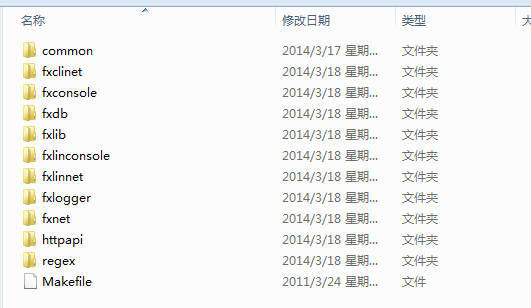 名称 修改日期 类型 大
common 2014/3/17 星期... 文件夹
fxclinet 2014/3/18 星期... 文件夹
fxconsole 2014/3/18 星期... 文件夹
fxdb 2014/3/18 星期... 文件夹
fxlib 2014/3/18 星期... 文件夹
fxlinconsole 2014/3/18 星期... 文件夹
fxlinnet 2014/3/18 星期... 文件夹
fxlogger 2014/3/18 星期... 文件夹
fxnet 2014/3/18 星期... 文件夹
httpapi 2014/3/18 星期... 文件夹
regex 2014/3/18 星期... 文件夹
Makefile 2011/3/24 星期... 文件